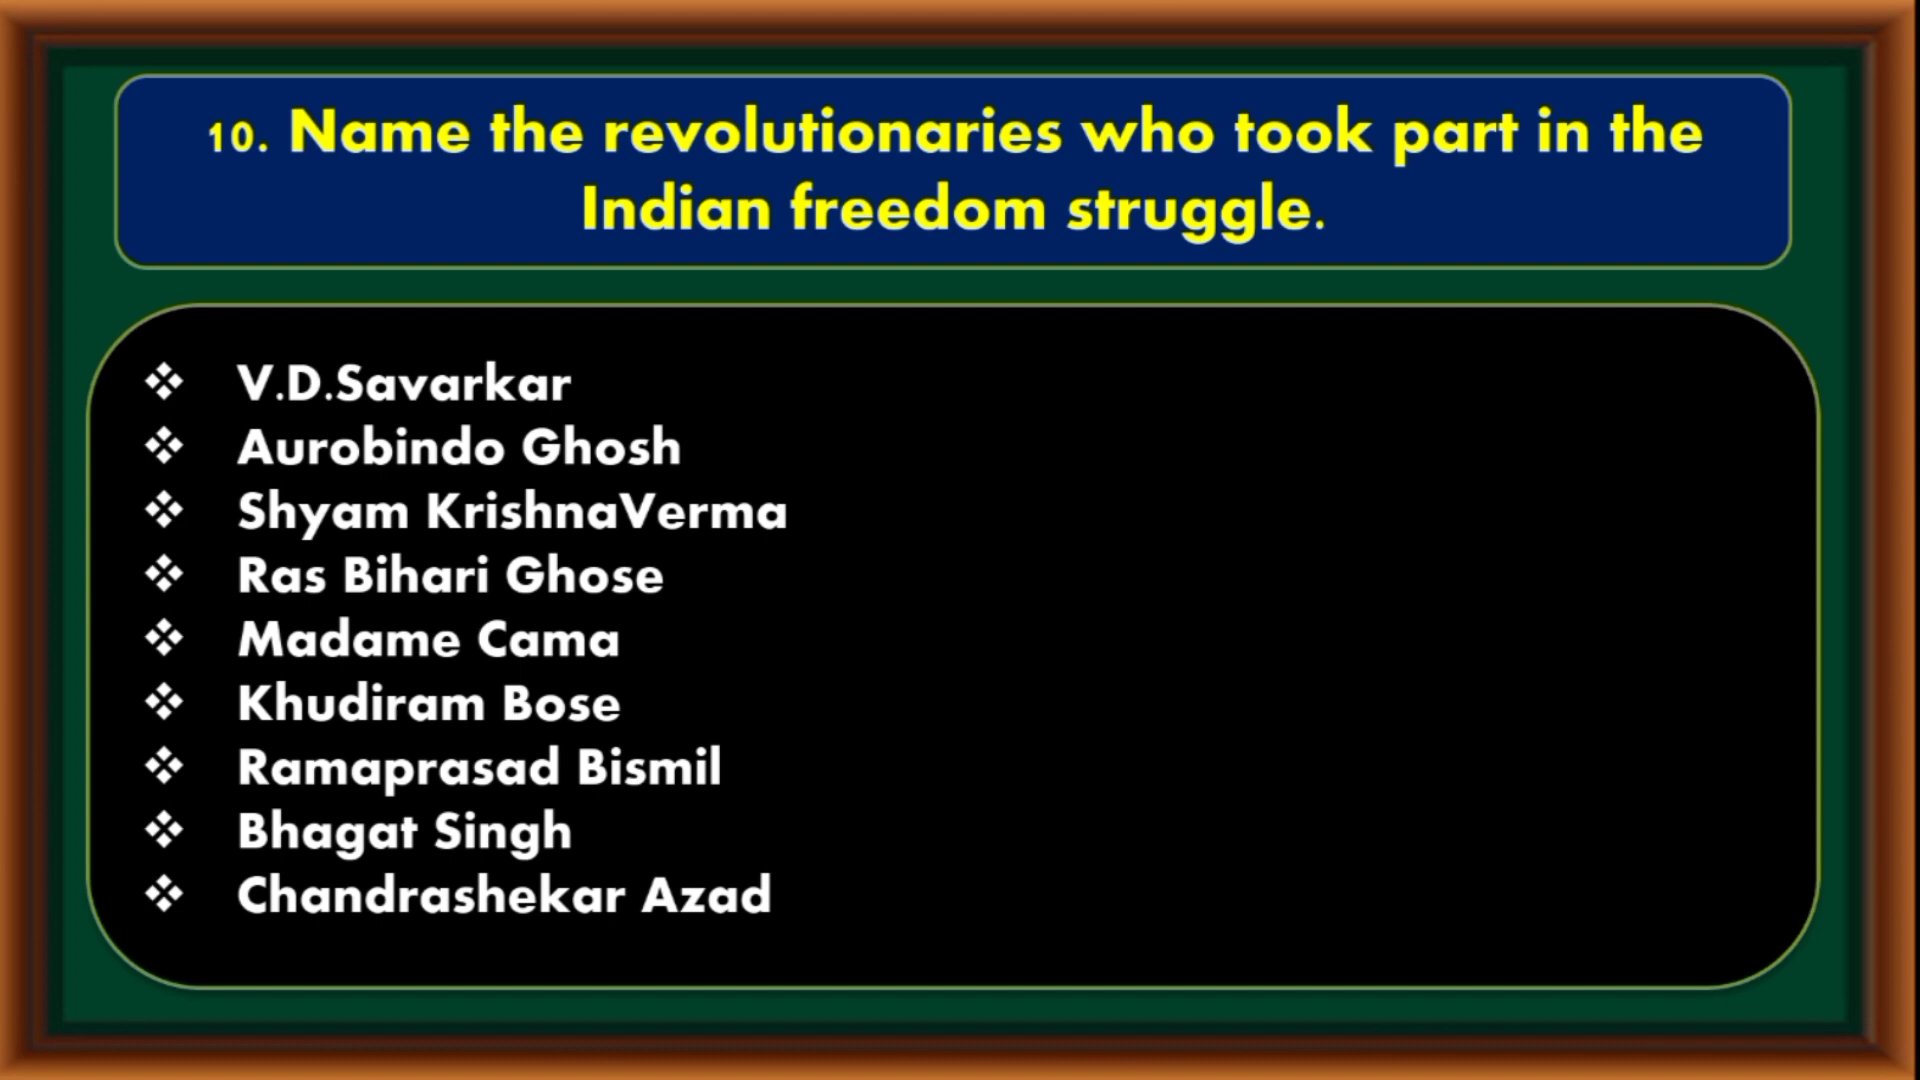 10. Name the revolutionaries who took part in the
Indian freedom struggle.
❖ V.D.Savarkar
❖ Aurobindo Ghosh
❖ Shyam KrishnaVerma
❖ Ras Bihari Ghose
❖ Madame Cama
❖ Khudiram Bose
❖ Ramaprasad Bismil
❖ Bhagat Singh
❖ Chandrashekar Azad